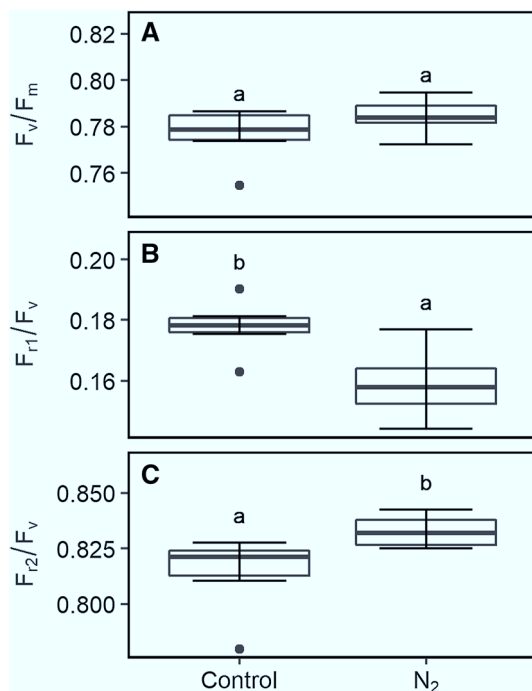 A
0.82
0.80
0.78
0.76
Fv/Fm
a
a
B
0.20
0.18
0.16
Fr1/Fv
b
a
C
0.850
0.825
0.800
Fr2/Fv
a
b
Control
N2